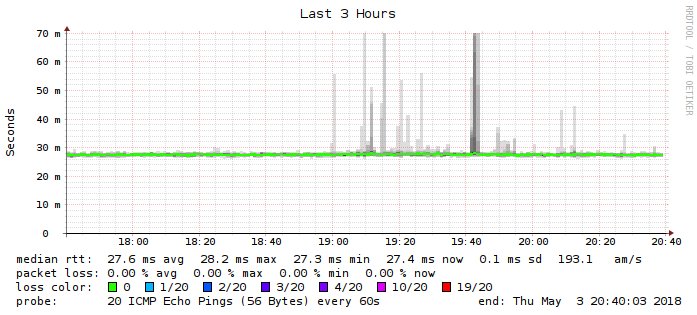 Last 3 Hours
RRDTOOL / TOBI OETIKER
Seconds
70 m
60 m
50 m
40 m
30 m
20 m
10 m
0
18:00 18:20 18:40 19:00 19:20 19:40 20:00 20:20 20:40
median rtt: 27.6 ms avg 28.2 ms max 27.3 ms min 27.4 ms now 0.1 ms sd 193.1 am/s
packet loss: 0.00 % avg 0.00 % max 0.00 % min 0.00 % now
loss color: 0 1/20 2/20 3/20 4/20 10/20 19/20
probe: 20 ICMP Echo Pings (56 Bytes) every 60s end: Thu May 3 20:40:03 2018